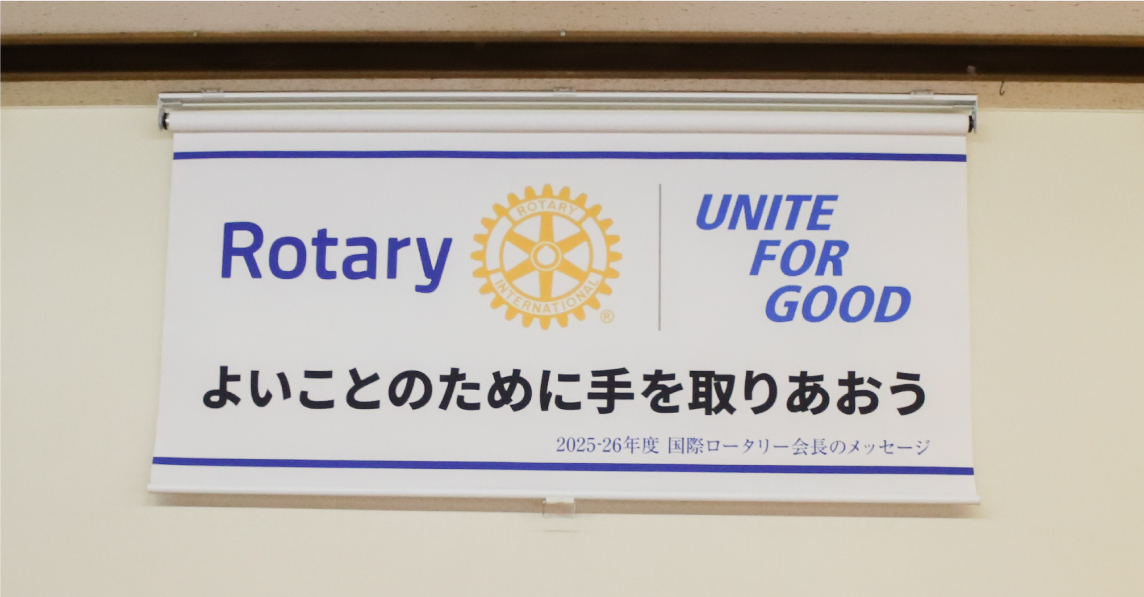 Rotary
ROTARY
INTERNATIONAL
®
UNITE
FOR
GOOD
よいことのために手を取りあおう
2025-26年度 国際ロータリー会長のメッセージ